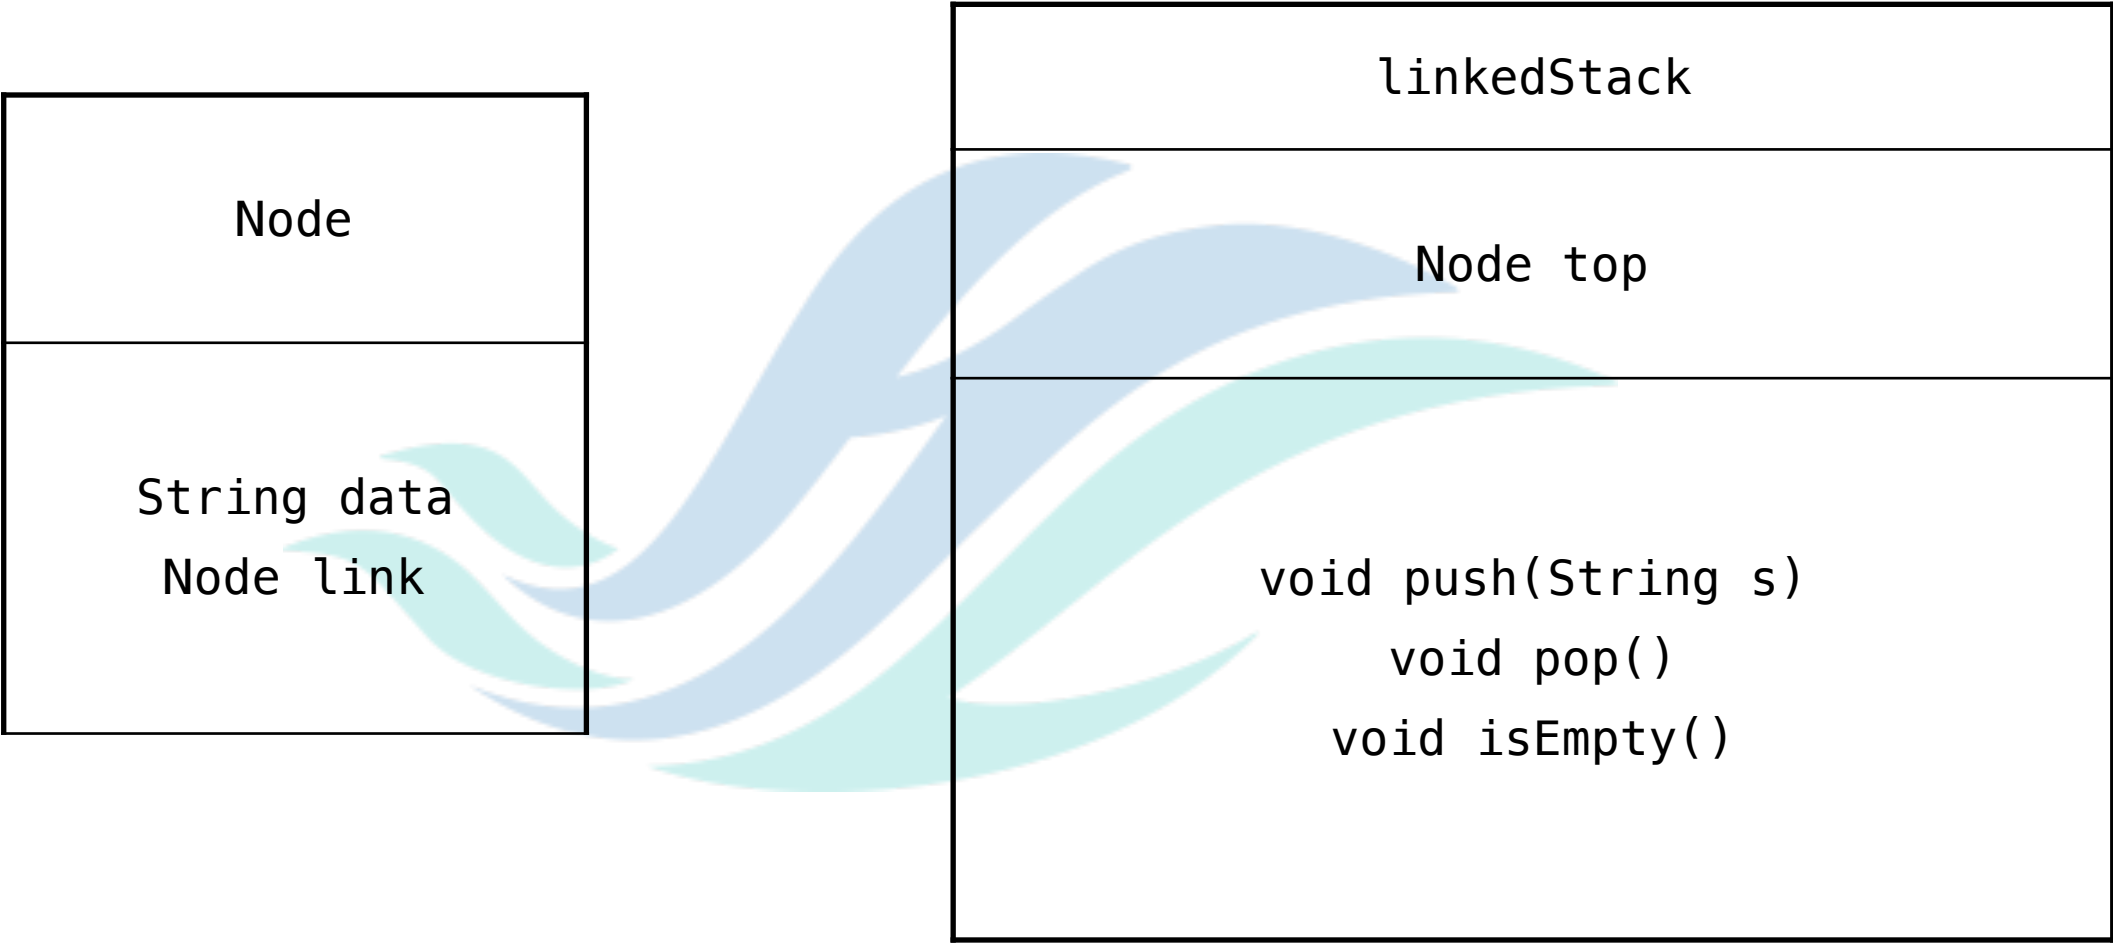 Node
String data
Node link
linkedStack
Node top
void push(String s)
void pop()
void isEmpty()